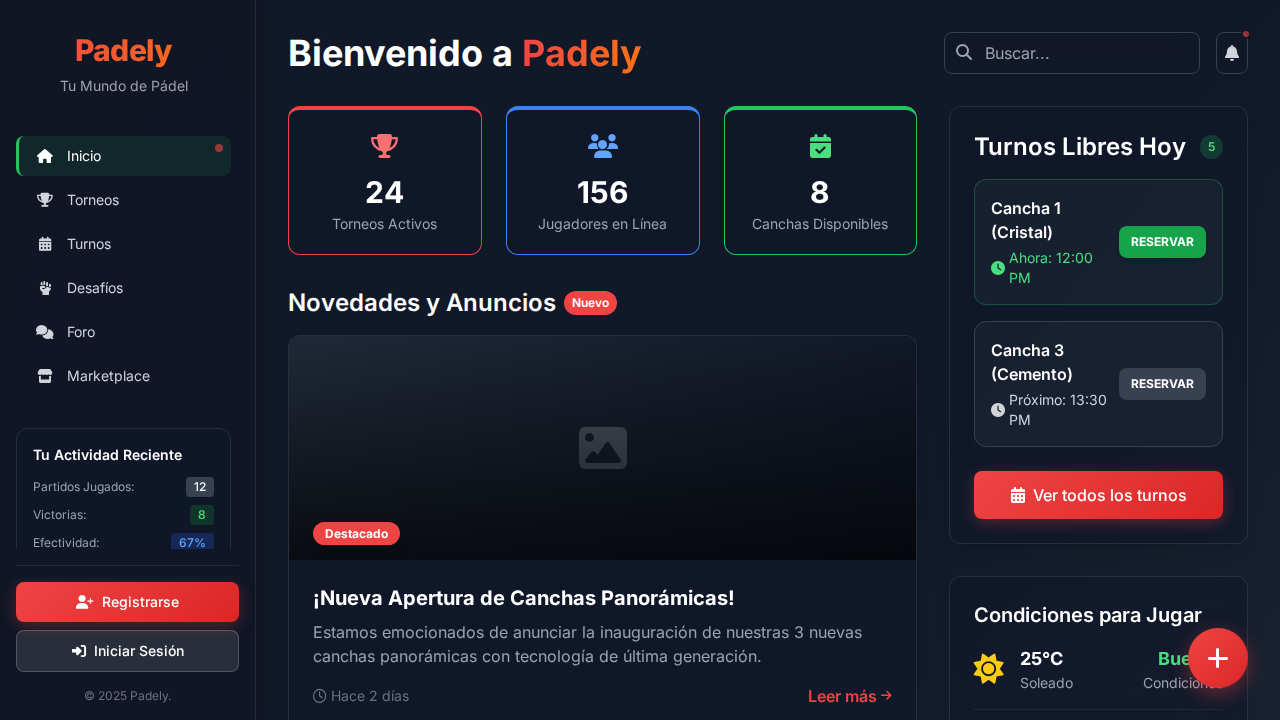 Padely
Tu Mundo de Pádel
Inicio
Torneos
Turnos
Desafíos
Foro
Marketplace
Tu Actividad Reciente
Partidos Jugados: 12
Victorias: 8
Efectividad: 67%
Registrarse
Iniciar Sesión
© 2025 Padely.
Bienvenido a Padely
Buscar...
24
Torneos Activos
156
Jugadores en Línea
8
Canchas Disponibles
Novedades y Anuncios Nuevo
Destacado
¡Nueva Apertura de Canchas Panorámicas!
Estamos emocionados de anunciar la inauguración de nuestras 3 nuevas
canchas panorámicas con tecnología de última generación.
Hace 2 días
Leer más
Turnos Libres Hoy 5
Cancha 1
(Cristal)
Ahora: 12:00
PM
RESERVAR
Cancha 3
(Cemento)
Próximo: 13:30
PM
RESERVAR
Ver todos los turnos
Condiciones para Jugar
25°C
Soleado